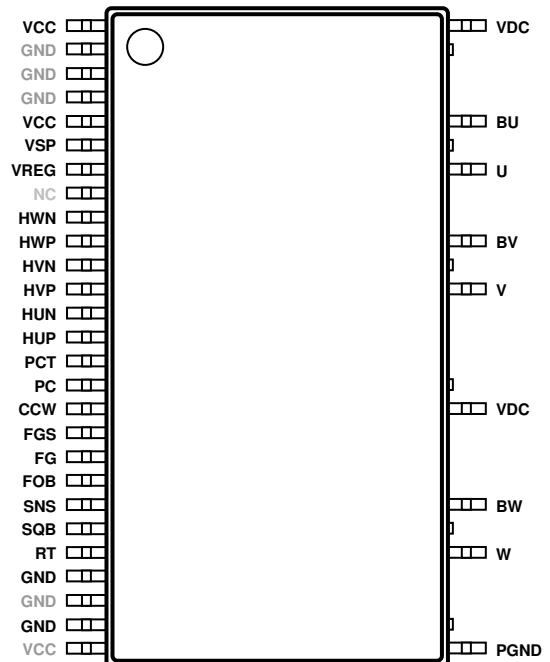 VCC
GND
GND
GND
VCC
VSP
VREG
NC
HWN
HWP
HVN
HVP
HUN
HUP
PCT
PC
CCW
FGS
FG
FOB
SNS
SQB
RT
GND
GND
GND
VCC
VDC
BU
U
BV
V
VDC
BW
W
PGND